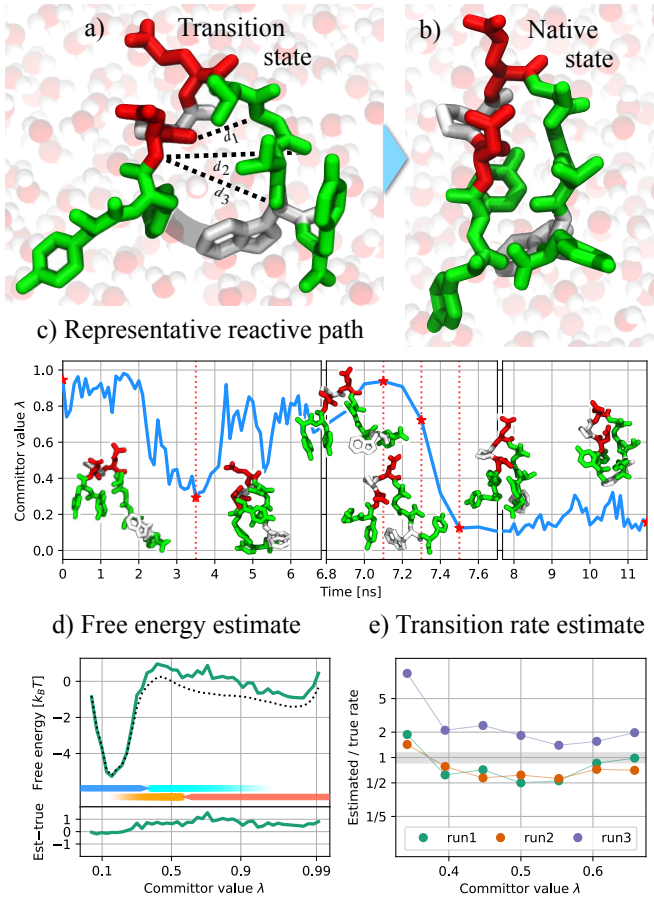 a) Transition state
b) Native state
d1
d2
d3
c) Representative reactive path
Committor value λ
1.0
0.8
0.6
0.4
0.2
0.0
0 1 2 3 4 5 6 6.8 7.0 7.2 7.4 7.6 8 9 10 11
Time [ns]
d) Free energy estimate
Free energy [kBT]
0
−2
−4
Est−true
1
0
−1
0.1 0.5 0.9 0.99
Committor value λ
e) Transition rate estimate
Estimated / true rate
5
2
1
1/2
1/5
run1 run2 run3
0.4 0.5 0.6
Committor value λ